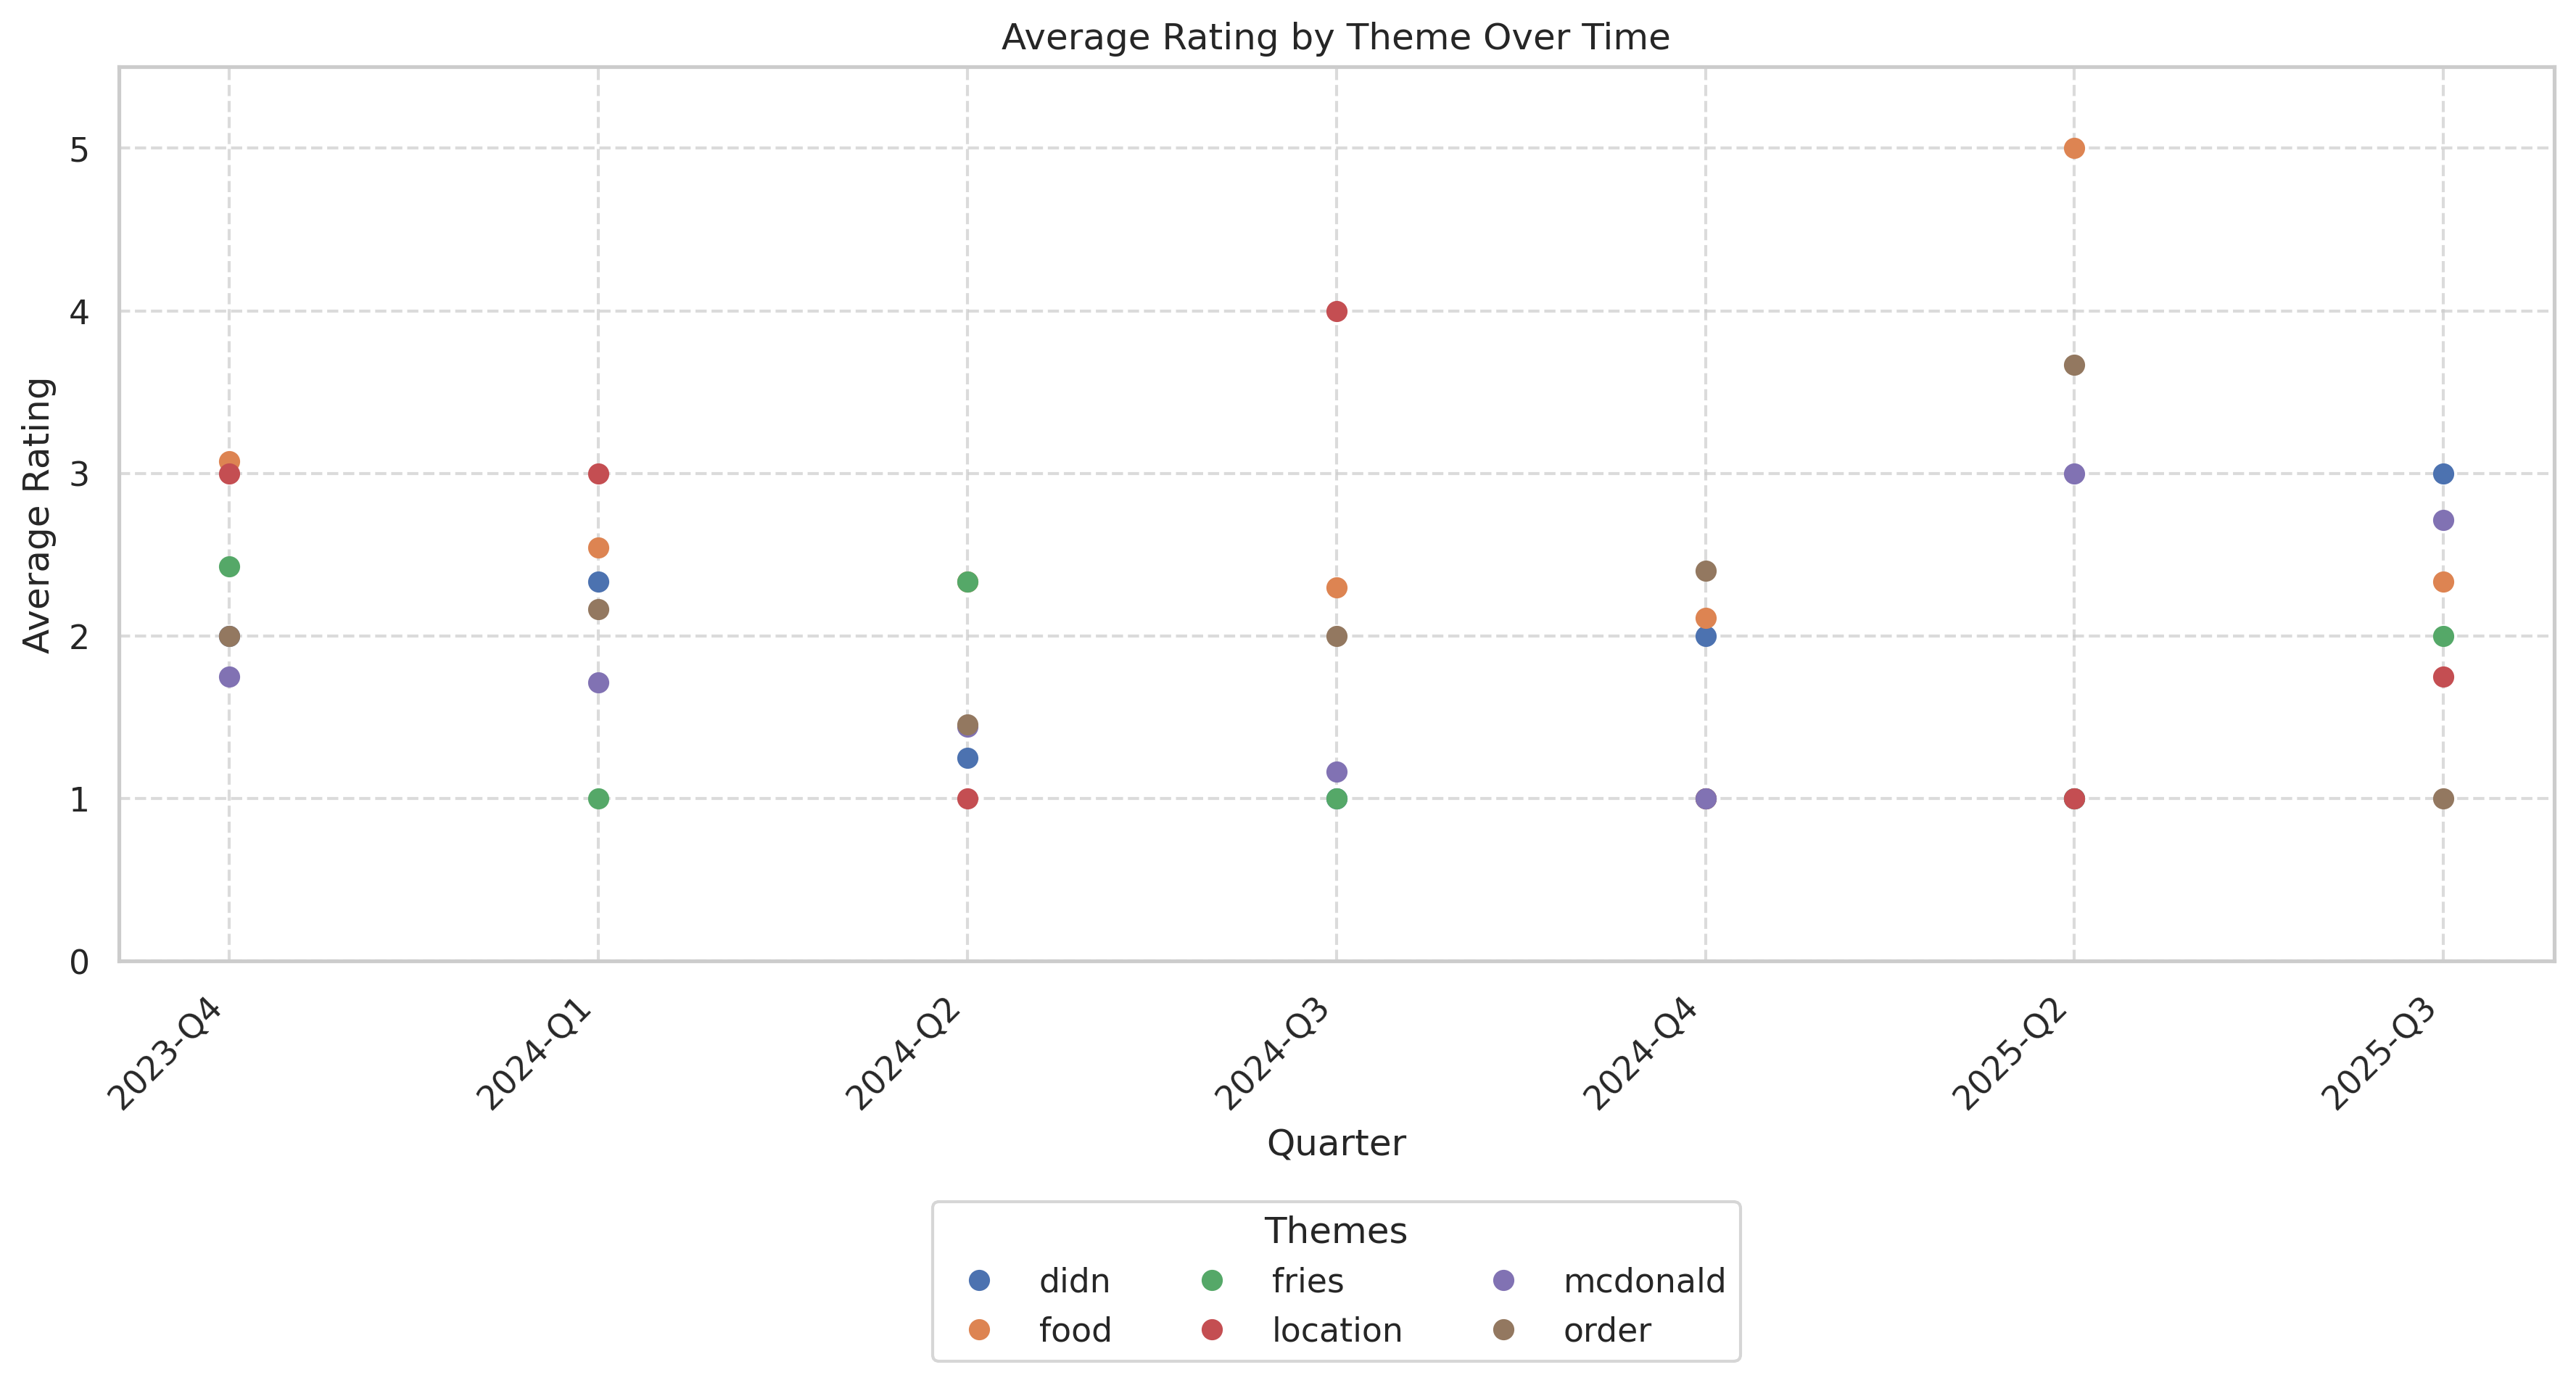 Average Rating by Theme Over Time
Average Rating
5
4
3
2
1
0
2023-Q4
2024-Q1
2024-Q2
2024-Q3
2024-Q4
2025-Q2
2025-Q3
Quarter
Themes
didn fries mcdonald
food location order